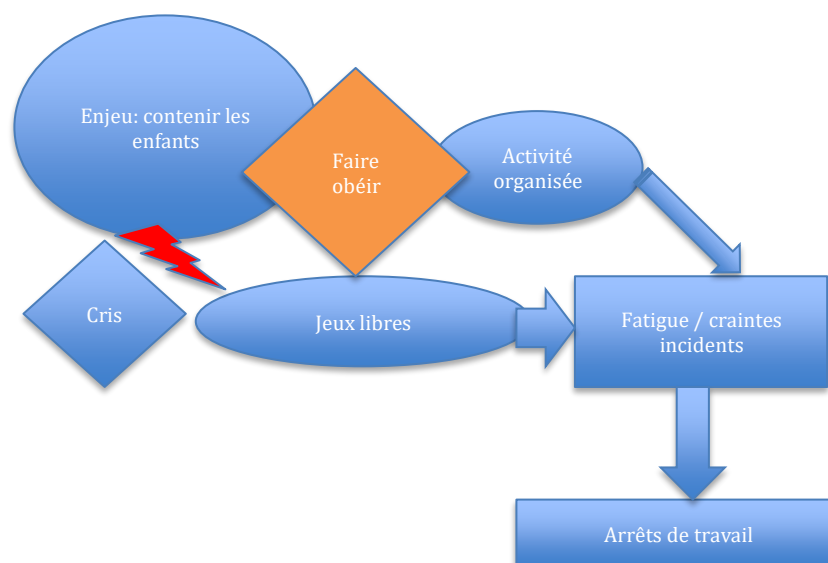 Enjeu: contenir les
enfants
Faire
obéir
Activité
organisée
Cris
Jeux libres
Fatigue / craintes
incidents
Arrêts de travail